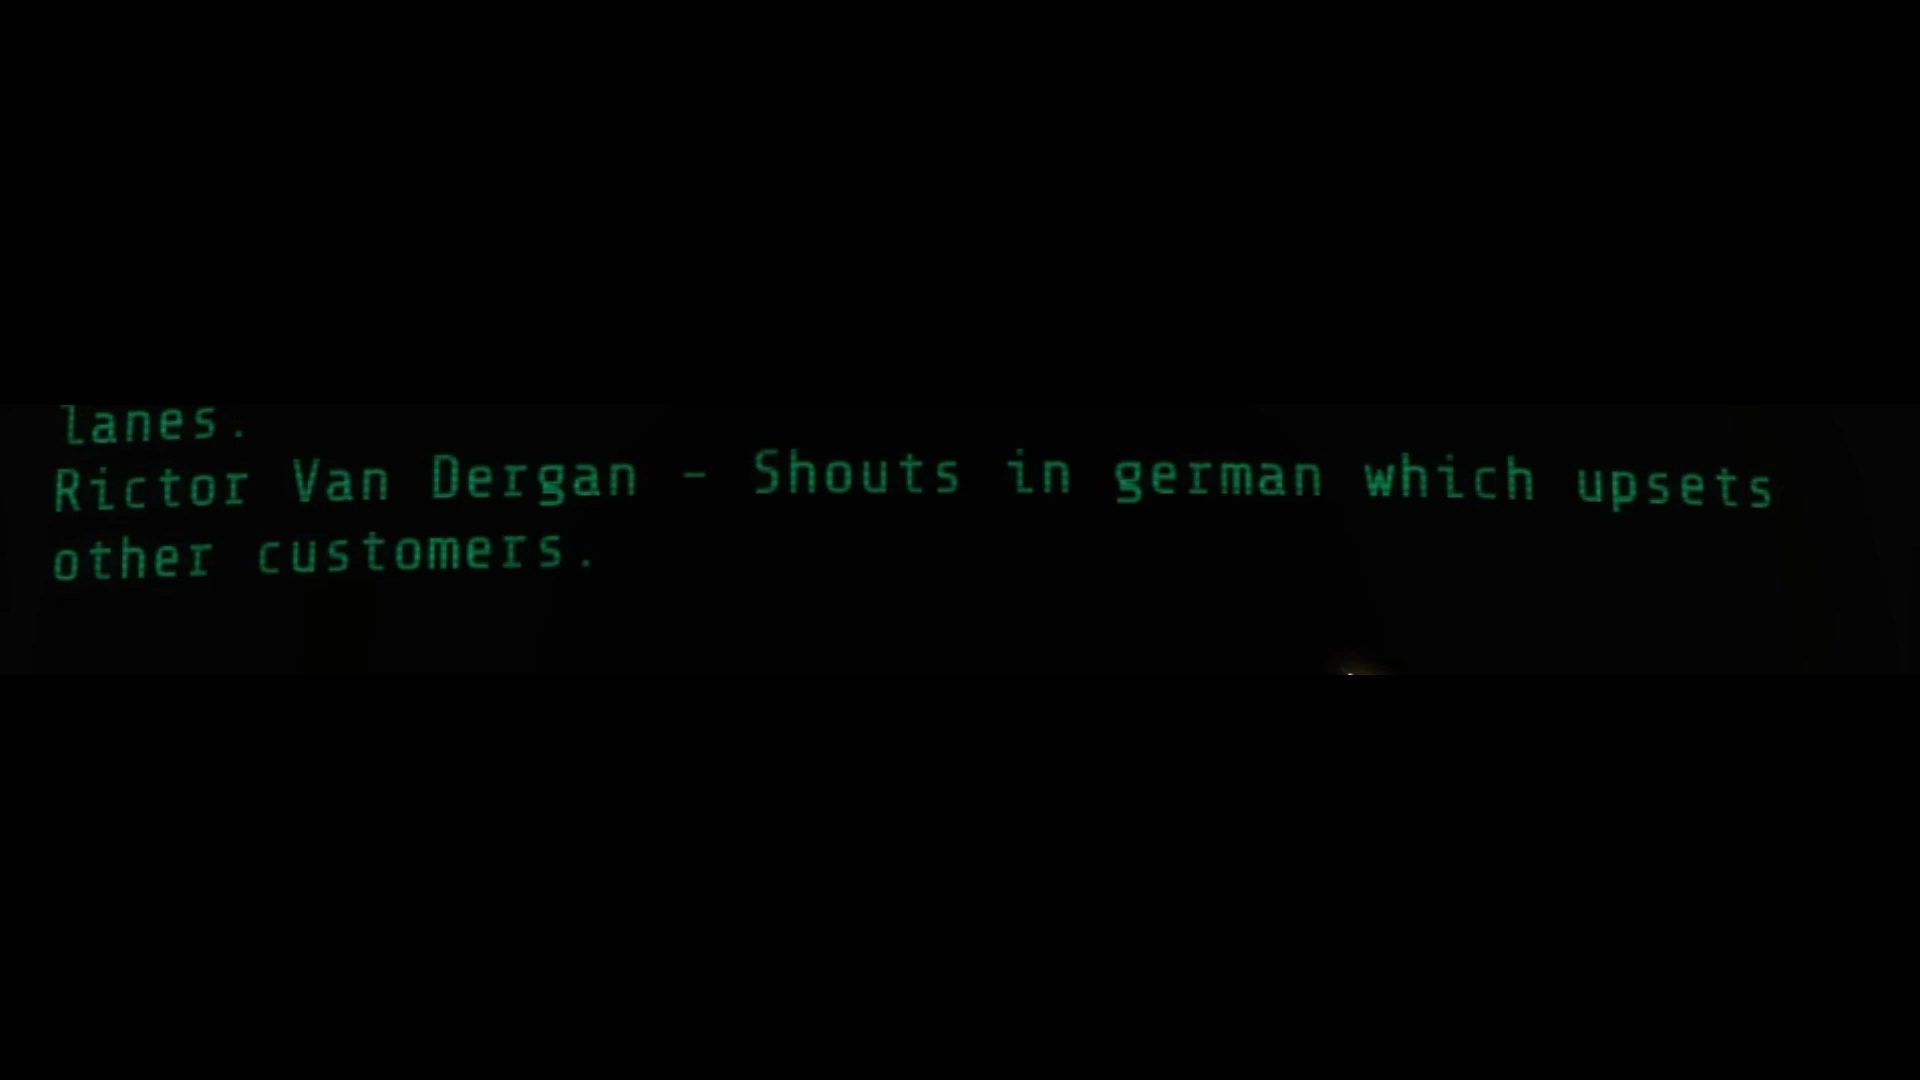 lanes.
Rictor Van Dergan - Shouts in german which upsets
other customers.